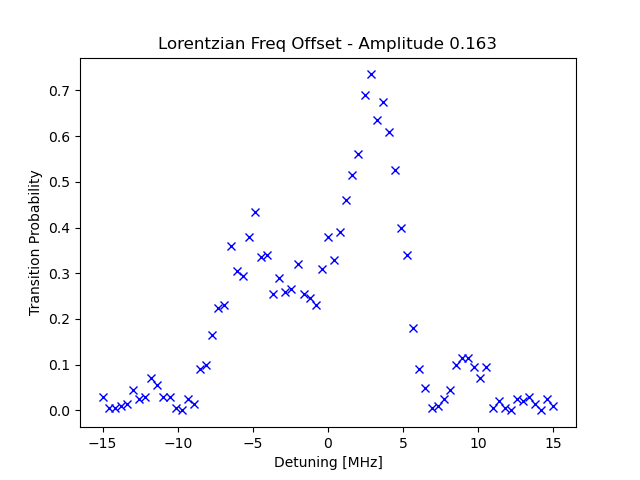 Lorentzian Freq Offset - Amplitude 0.163
Transition Probability
0.7
0.6
0.5
0.4
0.3
0.2
0.1
0.0
−15 −10 −5 0 5 10 15
Detuning [MHz]